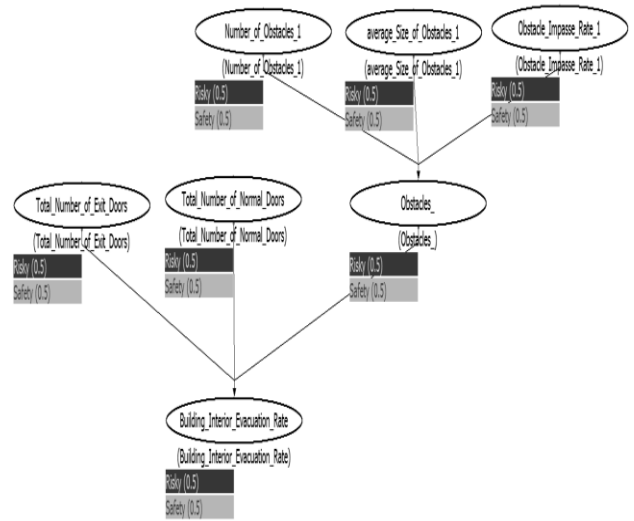 Number_of_Obstacles_1
average_Size_of_Obstacles_1
Obstacle_Impasse_Rate_1
(Number_of_Obstacles_1)
(average_Size_of_Obstacles_1)
(Obstacle_Impasse_Rate_1)
Risky (0.5)
Risky (0.5)
Risky (0.5)
Safety (0.5)
Safety (0.5)
Safety (0.5)
Total_Number_of_Exit_Doors
Total_Number_of_Normal_Doors
Obstacles_
(Total_Number_of_Exit_Doors)
(Total_Number_of_Normal_Doors)
(Obstacles_)
Risky (0.5)
Risky (0.5)
Risky (0.5)
Safety (0.5)
Safety (0.5)
Safety (0.5)
Building_Interior_Evacuation_Rate
(Building_Interior_Evacuation_Rate)
Risky (0.5)
Safety (0.5)